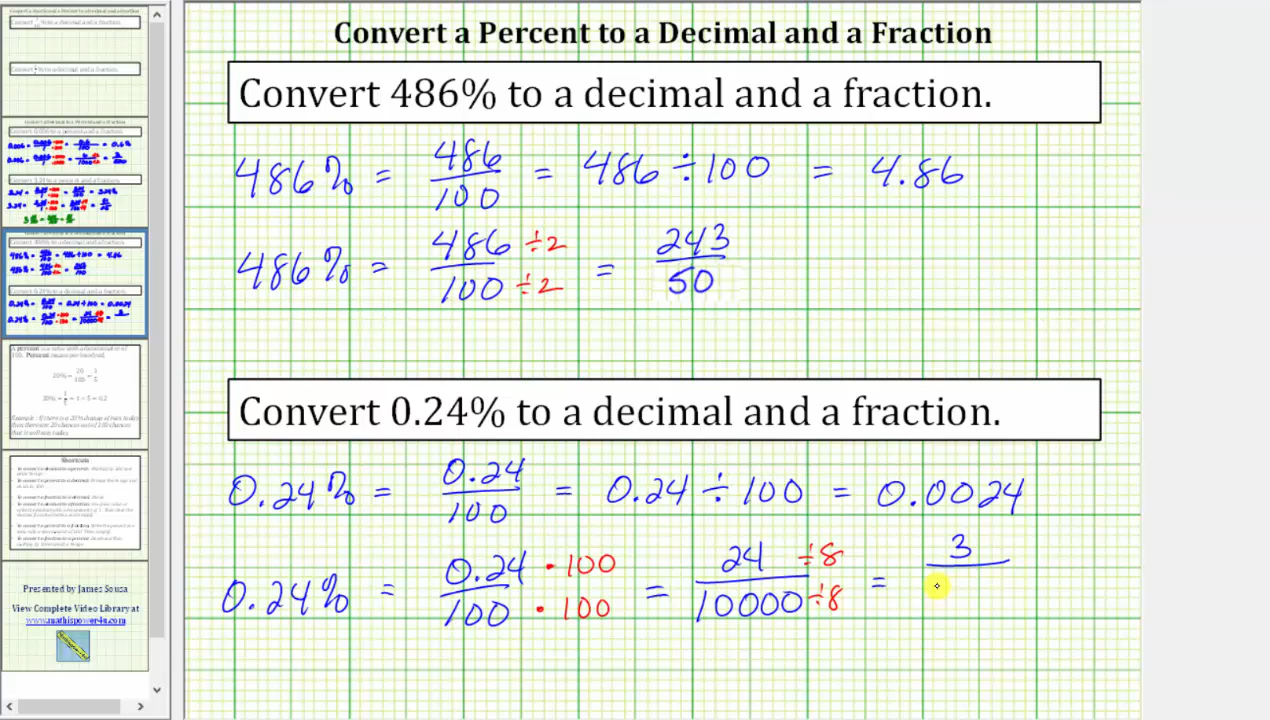 Convert a Percent to a Decimal and a Fraction
Convert 486% to a decimal and a fraction.
486% = 486/100 = 486 ÷ 100 = 4.86
486% = 486 ÷2 / 100 ÷2 = 243/50
Convert 0.24% to a decimal and a fraction.
0.24% = 0.24/100 = 0.24 ÷ 100 = 0.0024
0.24% = 0.24 • 100 / 100 • 100 = 24 ÷8 / 10000 ÷8 = 3/
Shortcuts
Presented by James Sousa
View Complete Video Library at
www.mathispower4u.com